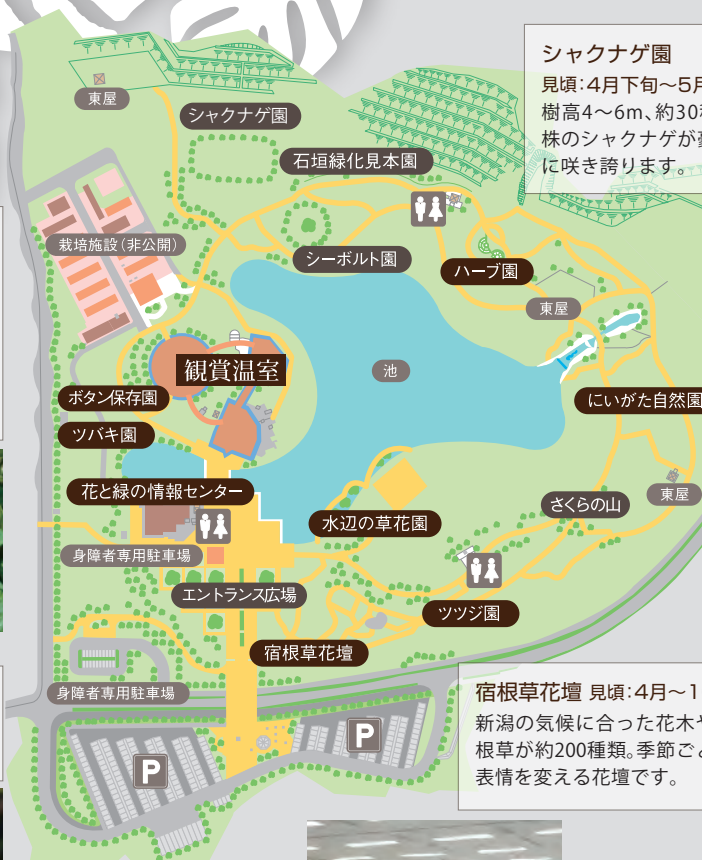 シャクナゲ園
見頃:4月下旬〜5月
樹高4〜6m、約30種
株のシャクナゲが豪
に咲き誇ります。
東屋
シャクナゲ園
石垣緑化見本園
栽培施設(非公開)
シーボルト園
ハーブ園
東屋
観賞温室
池
ボタン保存園
にいがた自然園
ツバキ園
花と緑の情報センター
さくらの山
東屋
水辺の草花園
身障者専用駐車場
エントランス広場
ツツジ園
宿根草花壇
身障者専用駐車場
P
P
宿根草花壇 見頃:4月〜1
新潟の気候に合った花木や
根草が約200種類。季節ごと
表情を変える花壇です。